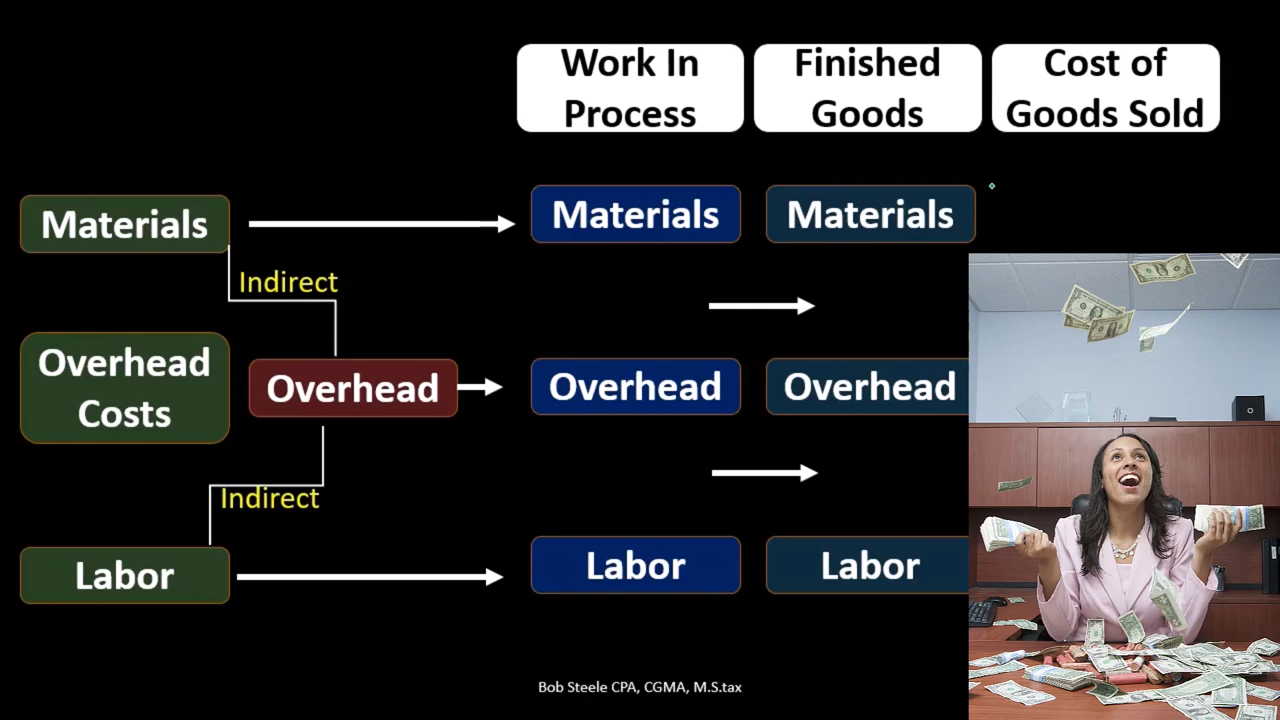 Work In
Process
Finished
Goods
Cost of
Goods Sold
Materials
Materials
Materials
Indirect
Overhead
Costs
Overhead
Overhead
Overhead
Indirect
Labor
Labor
Labor
Bob Steele CPA, CGMA, M.S.tax